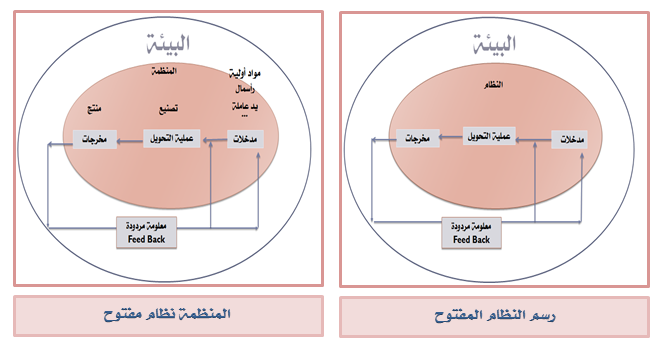 البيئة
النظام
مدخلات
عملية التحويل
مخرجات
معلومة مردودة
Feed Back
رسم النظام المفتوح
البيئة
المنظمة
مواد أولية
رأسمال
يد عاملة
...
تصنيع
منتج
مدخلات
عملية التحويل
مخرجات
معلومة مردودة
Feed Back
المنظمة نظام مفتوح